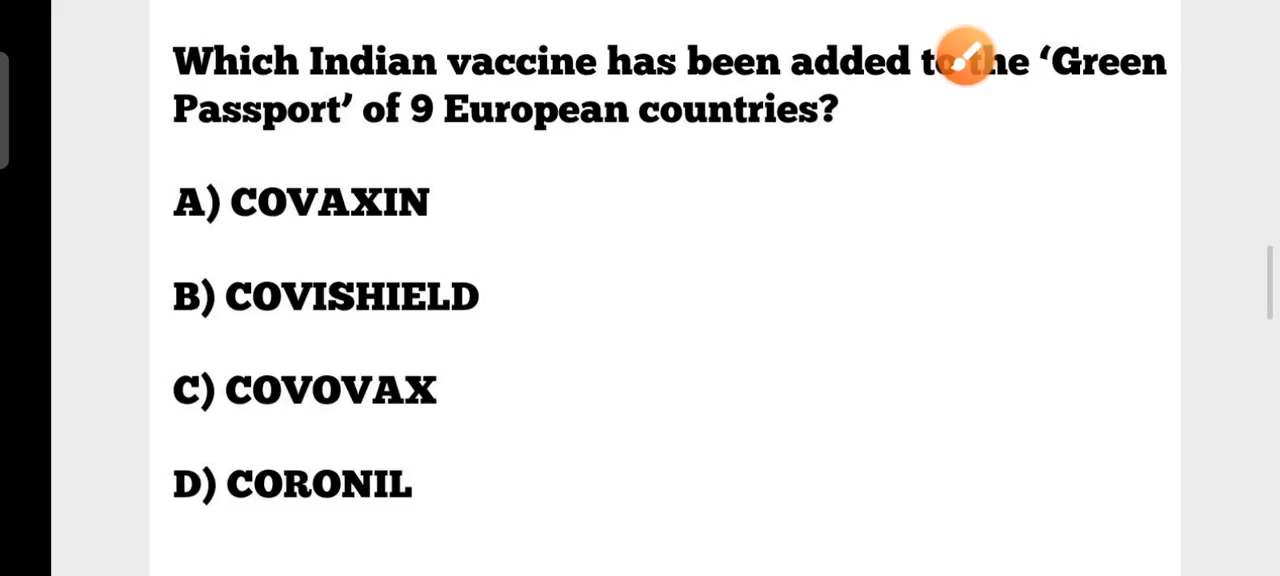 Which Indian vaccine has been added to the ‘Green
Passport’ of 9 European countries?
A) COVAXIN
B) COVISHIELD
C) COVOVAX
D) CORONIL